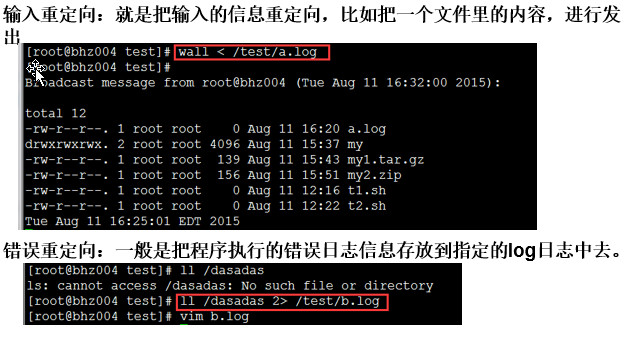 输入重定向：就是把输入的信息重定向，比如把一个文件里的内容，进行发
出
[root@bhz004 test]# wall < /test/a.log
[root@bhz004 test]#
Broadcast message from root@bhz004 (Tue Aug 11 16:32:00 2015):
total 12
-rw-r--r--. 1 root root    0 Aug 11 16:20 a.log
drwxrwxrwx. 2 root root 4096 Aug 11 15:37 my
-rw-r--r--. 1 root root  139 Aug 11 15:43 my1.tar.gz
-rw-r--r--. 1 root root  156 Aug 11 15:51 my2.zip
-rw-r--r--. 1 root root    0 Aug 11 12:16 t1.sh
-rw-r--r--. 1 root root    0 Aug 11 12:22 t2.sh
Tue Aug 11 16:25:01 EDT 2015
错误重定向：一般是把程序执行的错误日志信息存放到指定的log日志中去。
[root@bhz004 test]# ll /dasadas
ls: cannot access /dasadas: No such file or directory
[root@bhz004 test]# ll /dasadas 2> /test/b.log
[root@bhz004 test]# vim b.log